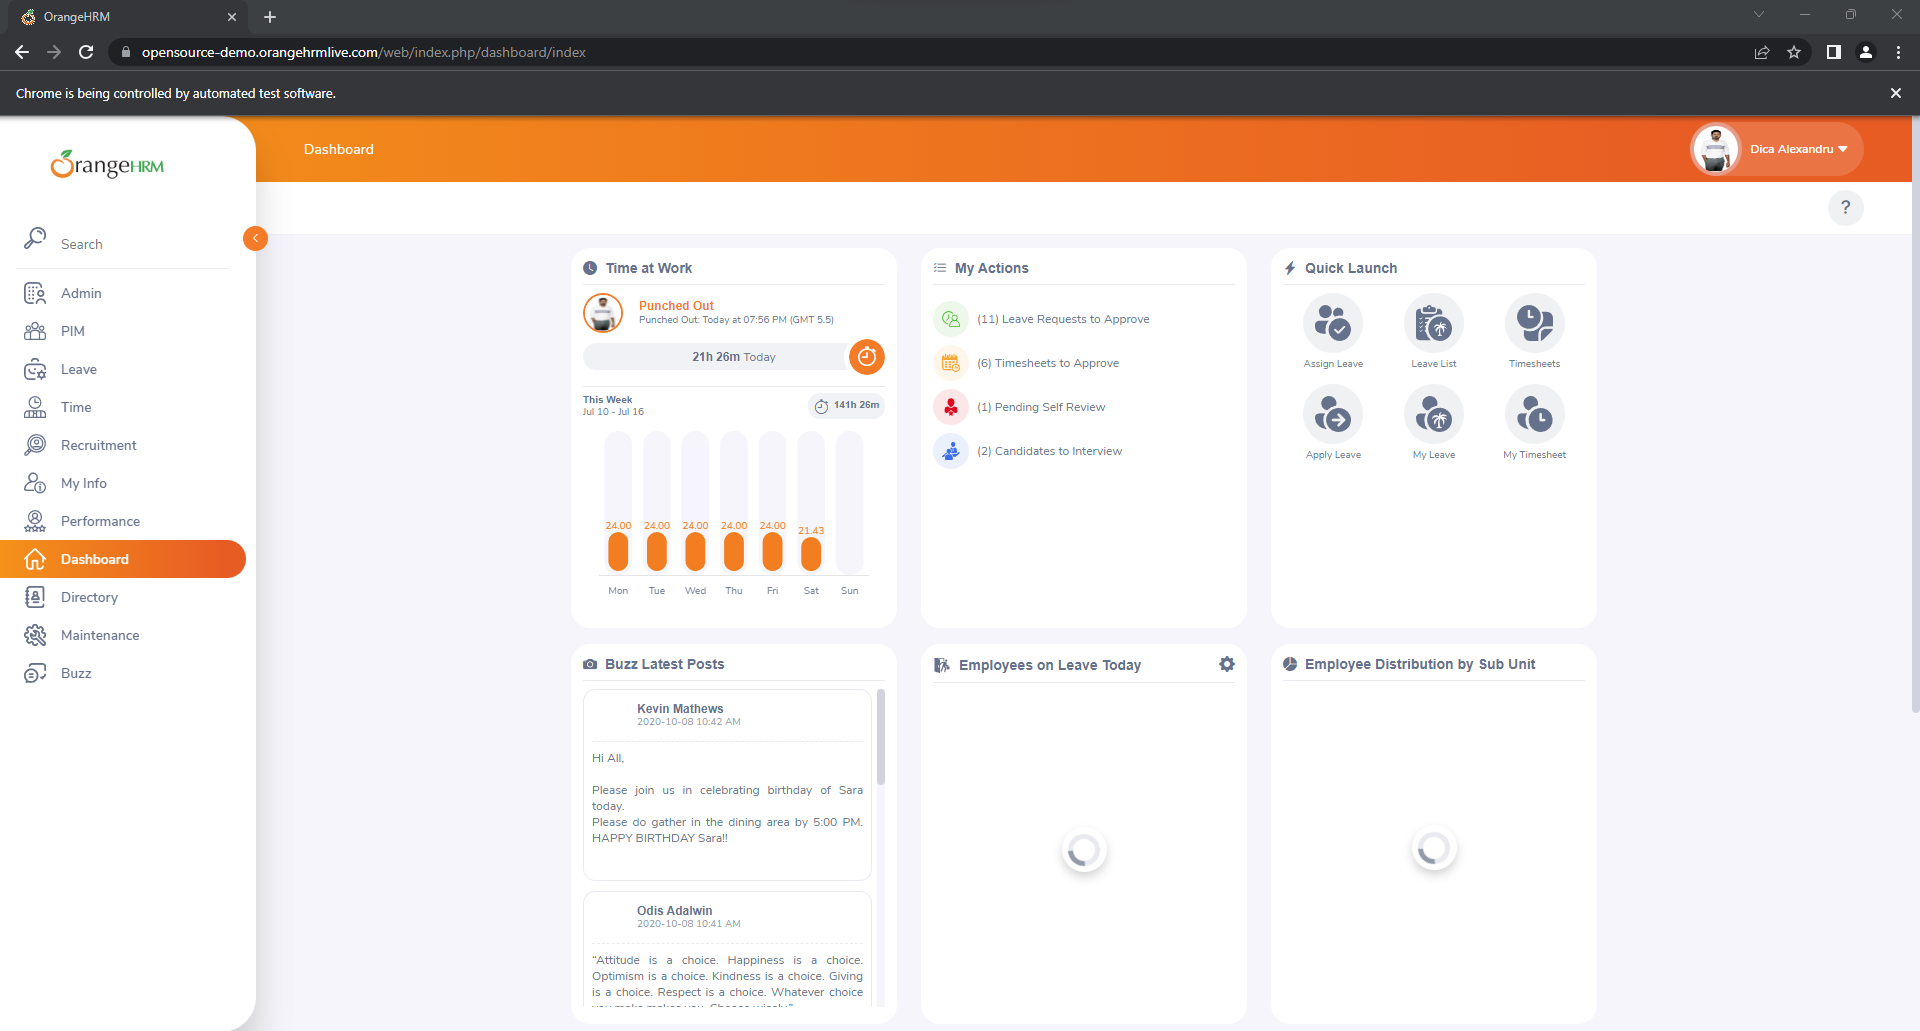 OrangeHRM
opensource-demo.orangehrmlive.com/web/index.php/dashboard/index
Chrome is being controlled by automated test software.
OrangeHRM
Dashboard
Dica Alexandru
?
Search
Admin
PIM
Leave
Time
Recruitment
My Info
Performance
Dashboard
Directory
Maintenance
Buzz
Time at Work
Punched Out
Punched Out: Today at 07:56 PM (GMT 5.5)
21h 26m Today
This Week
Jul 10 - Jul 16
141h 26m
24.00 24.00 24.00 24.00 24.00 21.43
Mon Tue Wed Thu Fri Sat Sun
My Actions
(11) Leave Requests to Approve
(6) Timesheets to Approve
(1) Pending Self Review
(2) Candidates to Interview
Quick Launch
Assign Leave Leave List Timesheets
Apply Leave My Leave My Timesheet
Buzz Latest Posts
Kevin Mathews
2020-10-08 10:42 AM
Hi All,
Please join us in celebrating birthday of Sara
today.
Please do gather in the dining area by 5:00 PM.
HAPPY BIRTHDAY Sara!!
Odis Adalwin
2020-10-08 10:41 AM
"Attitude is a choice. Happiness is a choice.
Optimism is a choice. Kindness is a choice. Giving
is a choice. Respect is a choice. Whatever choice
Employees on Leave Today
Employee Distribution by Sub Unit